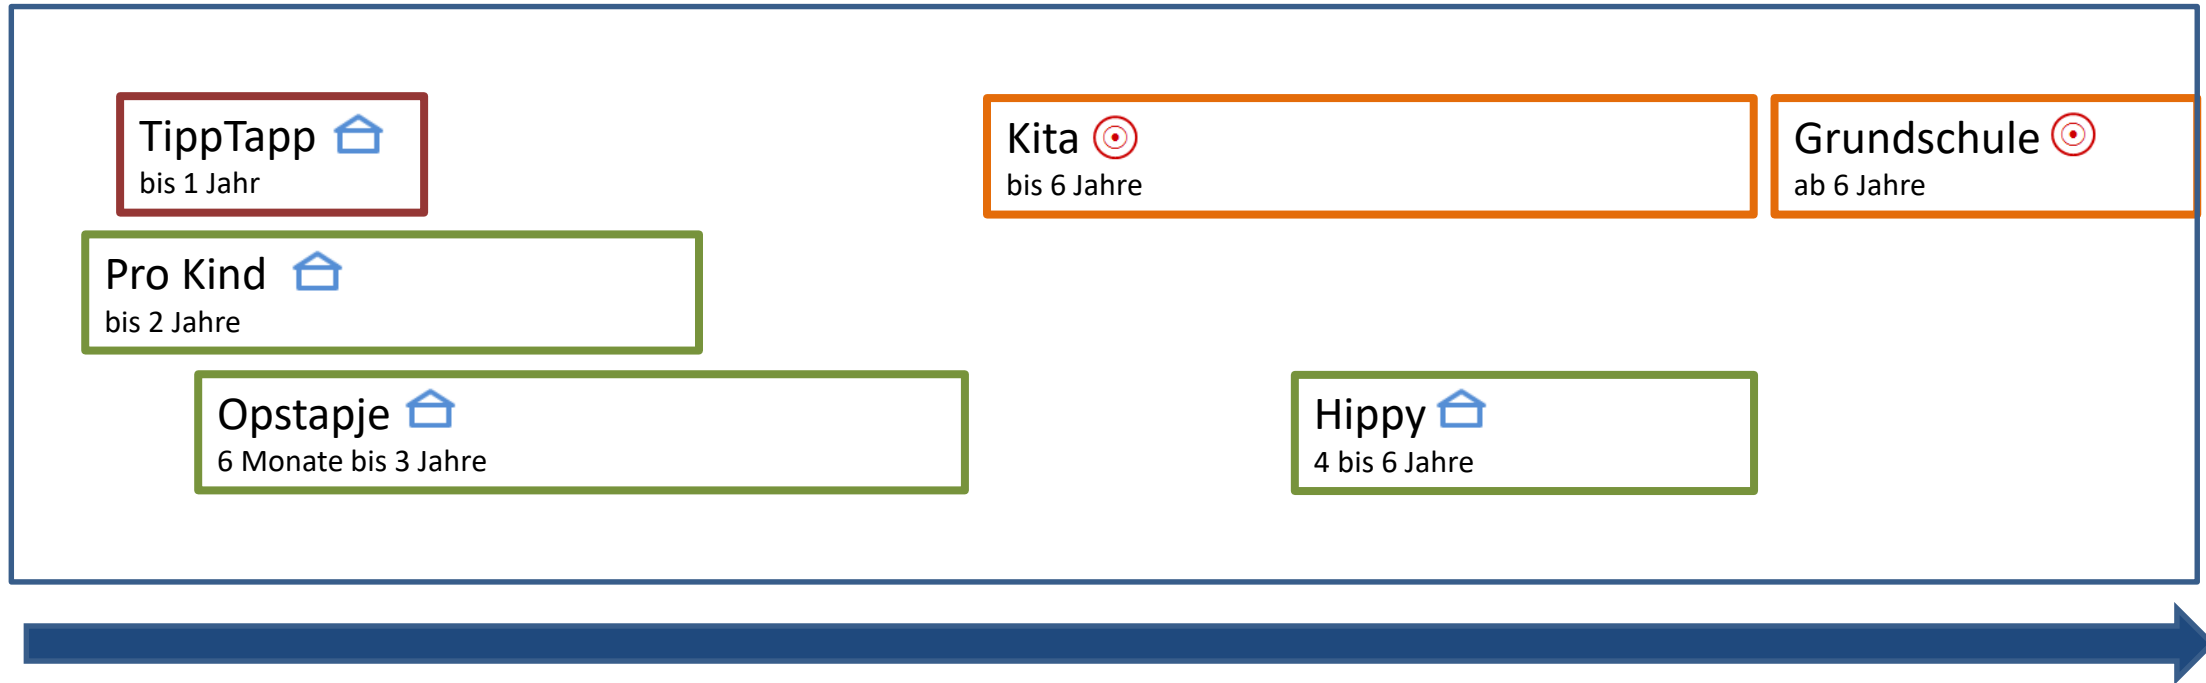 TippTapp
bis 1 Jahr
Kita
bis 6 Jahre
Grundschule
ab 6 Jahre
Pro Kind
bis 2 Jahre
Opstapje
6 Monate bis 3 Jahre
Hippy
4 bis 6 Jahre